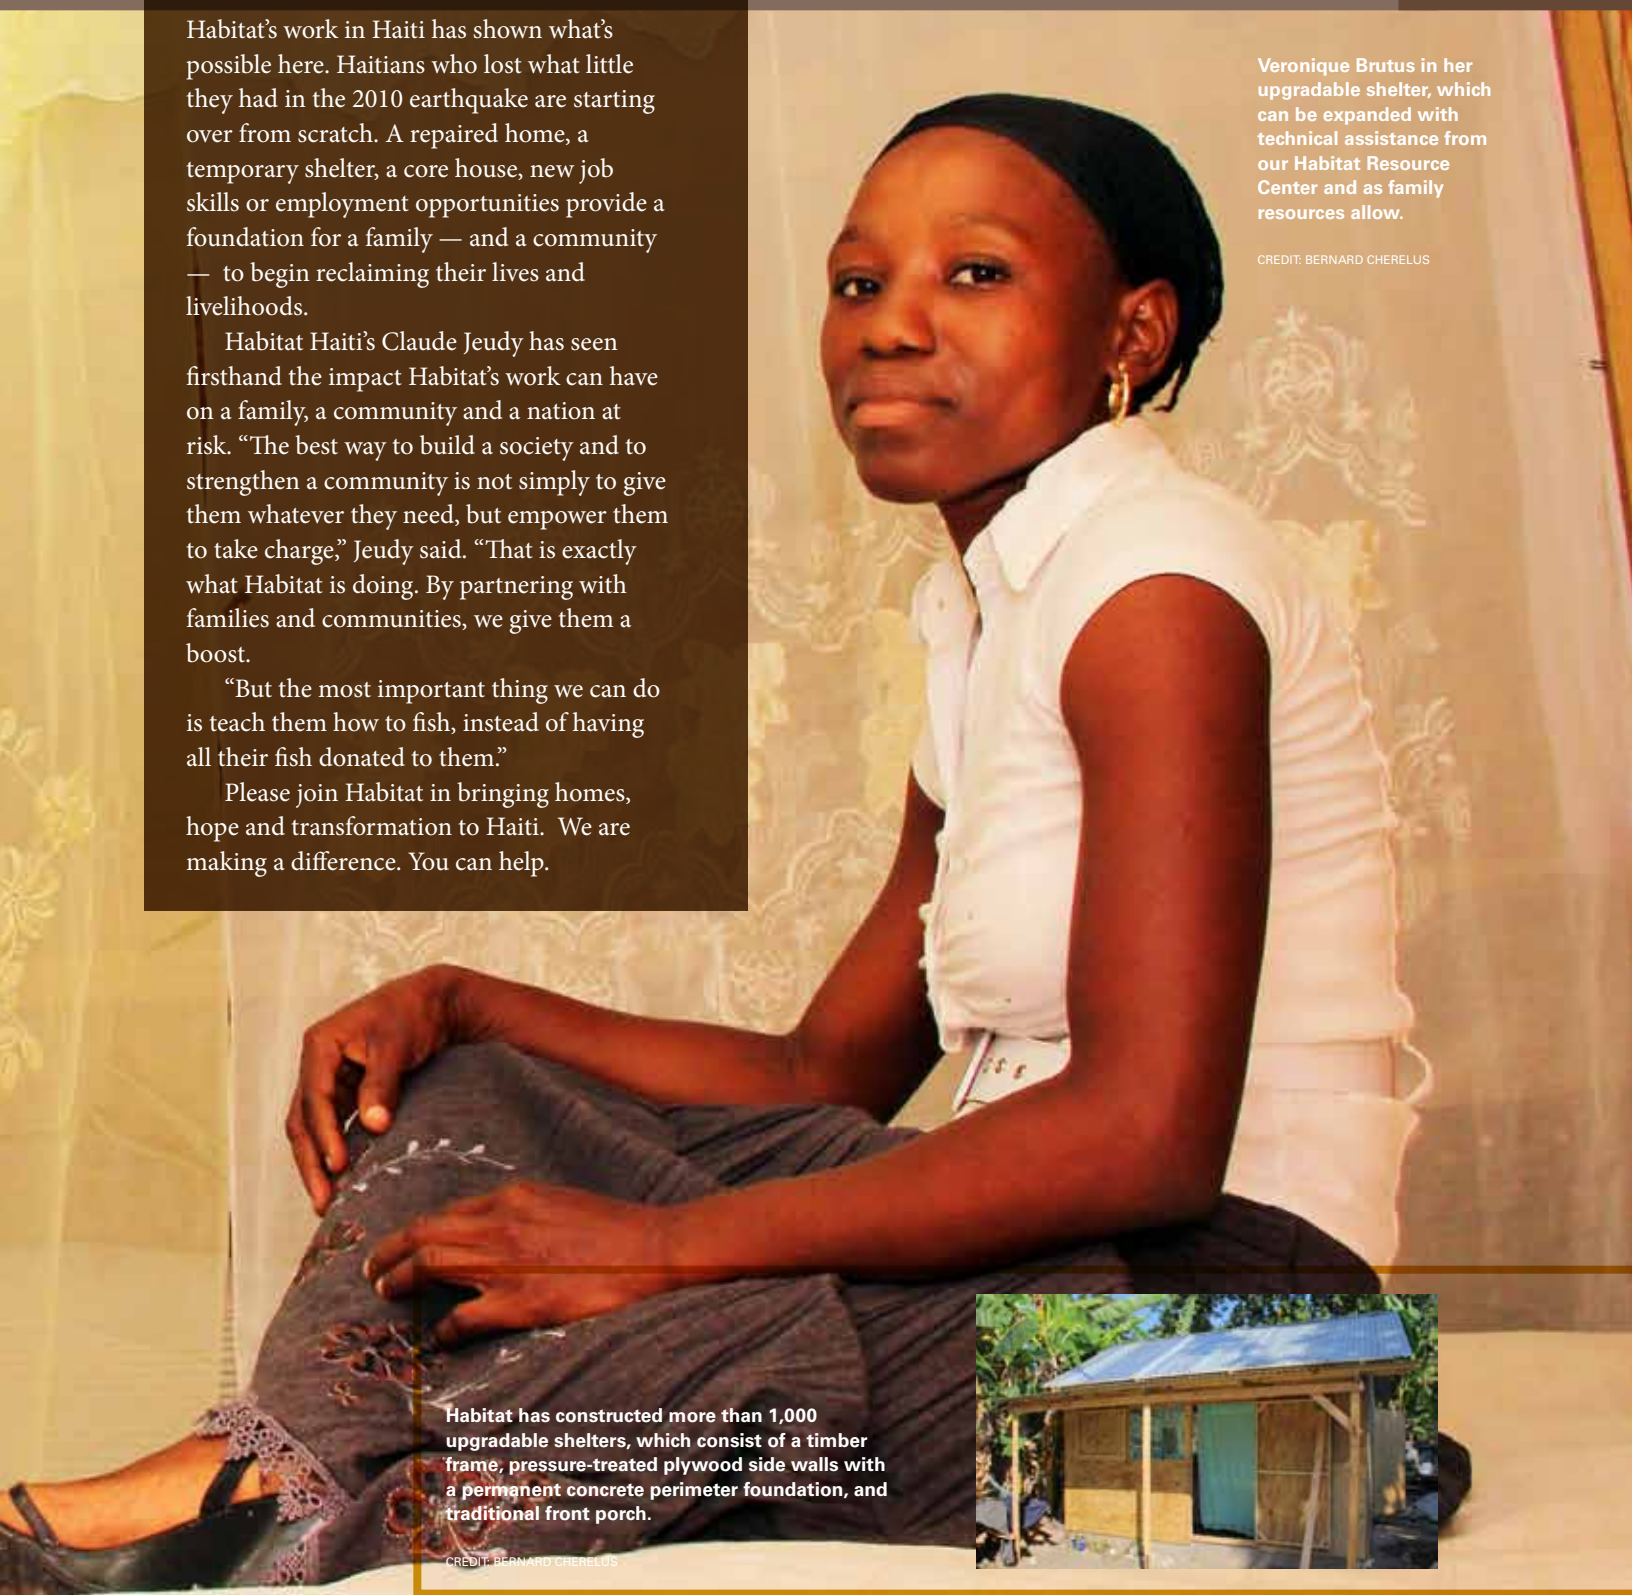 Habitat’s work in Haiti has shown what’s
possible here. Haitians who lost what little
they had in the 2010 earthquake are starting
over from scratch. A repaired home, a
temporary shelter, a core house, new job
skills or employment opportunities provide a
foundation for a family — and a community
—  to begin reclaiming their lives and
livelihoods.
Habitat Haiti’s Claude Jeudy has seen
firsthand the impact Habitat’s work can have
on a family, a community and a nation at
risk. “The best way to build a society and to
strengthen a community is not simply to give
them whatever they need, but empower them
to take charge,” Jeudy said. “That is exactly
what Habitat is doing. By partnering with
families and communities, we give them a
boost.
“But the most important thing we can do
is teach them how to fish, instead of having
all their fish donated to them.”
Please join Habitat in bringing homes,
hope and transformation to Haiti.  We are
making a difference. You can help.
Veronique Brutus in her
upgradable shelter, which
can be expanded with
technical assistance from
our Habitat Resource
Center and as family
resources allow.
CREDIT: BERNARD CHERELUS
Habitat has constructed more than 1,000
upgradable shelters, which consist of a timber
frame, pressure-treated plywood side walls with
a permanent concrete perimeter foundation, and
traditional front porch.
CREDIT: BERNARD CHERELUS